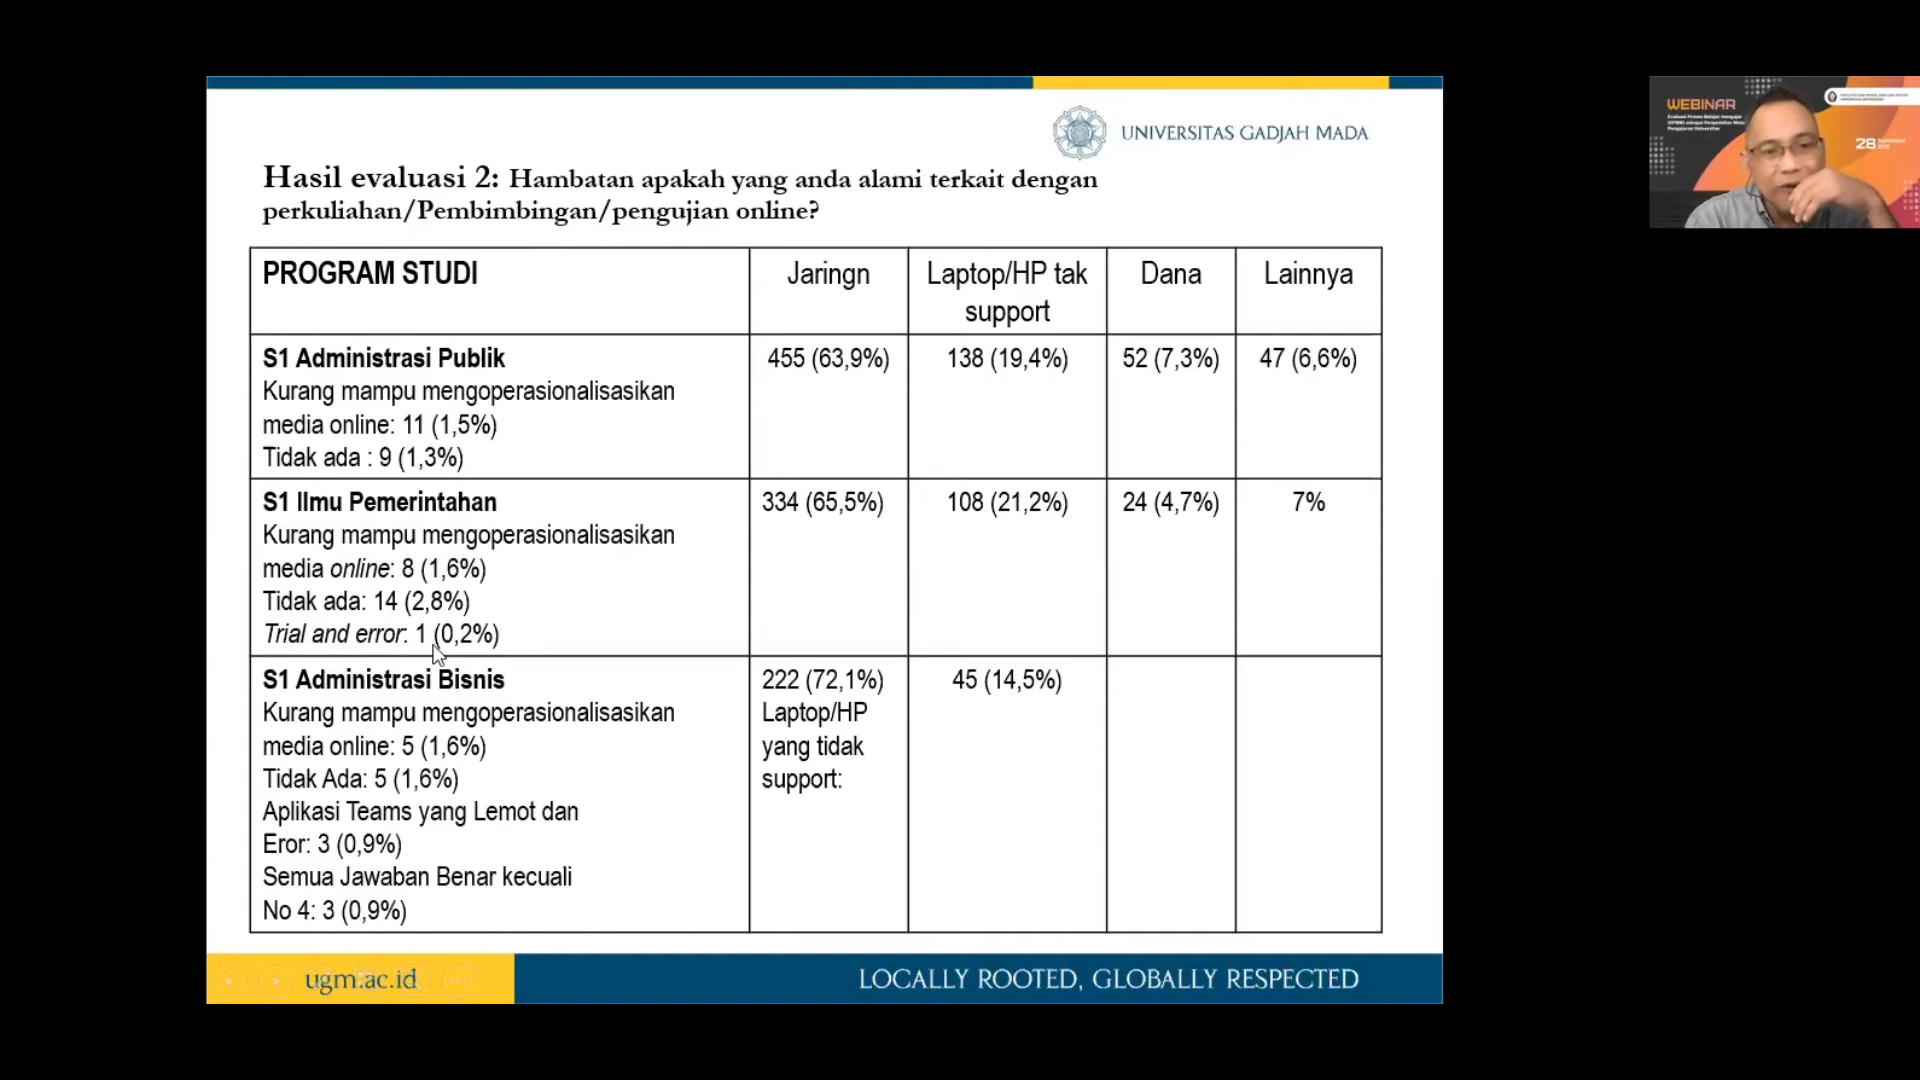 UNIVERSITAS GADJAH MADA
Hasil evaluasi 2: Hambatan apakah yang anda alami terkait dengan
perkuliahan/Pembimbingan/pengujian online?
PROGRAM STUDI
Jaringn
Laptop/HP tak
support
Dana
Lainnya
S1 Administrasi Publik
Kurang mampu mengoperasionalisasikan
media online: 11 (1,5%)
Tidak ada : 9 (1,3%)
455 (63,9%)
138 (19,4%)
52 (7,3%)
47 (6,6%)
S1 Ilmu Pemerintahan
Kurang mampu mengoperasionalisasikan
media online: 8 (1,6%)
Tidak ada: 14 (2,8%)
Trial and error: 1 (0,2%)
334 (65,5%)
108 (21,2%)
24 (4,7%)
7%
S1 Administrasi Bisnis
Kurang mampu mengoperasionalisasikan
media online: 5 (1,6%)
Tidak Ada: 5 (1,6%)
Aplikasi Teams yang Lemot dan
Eror: 3 (0,9%)
Semua Jawaban Benar kecuali
No 4: 3 (0,9%)
222 (72,1%)
Laptop/HP
yang tidak
support:
45 (14,5%)
ugm.ac.id
LOCALLY ROOTED, GLOBALLY RESPECTED
WEBINAR
Evaluasi Proses Belajar mengajar
28